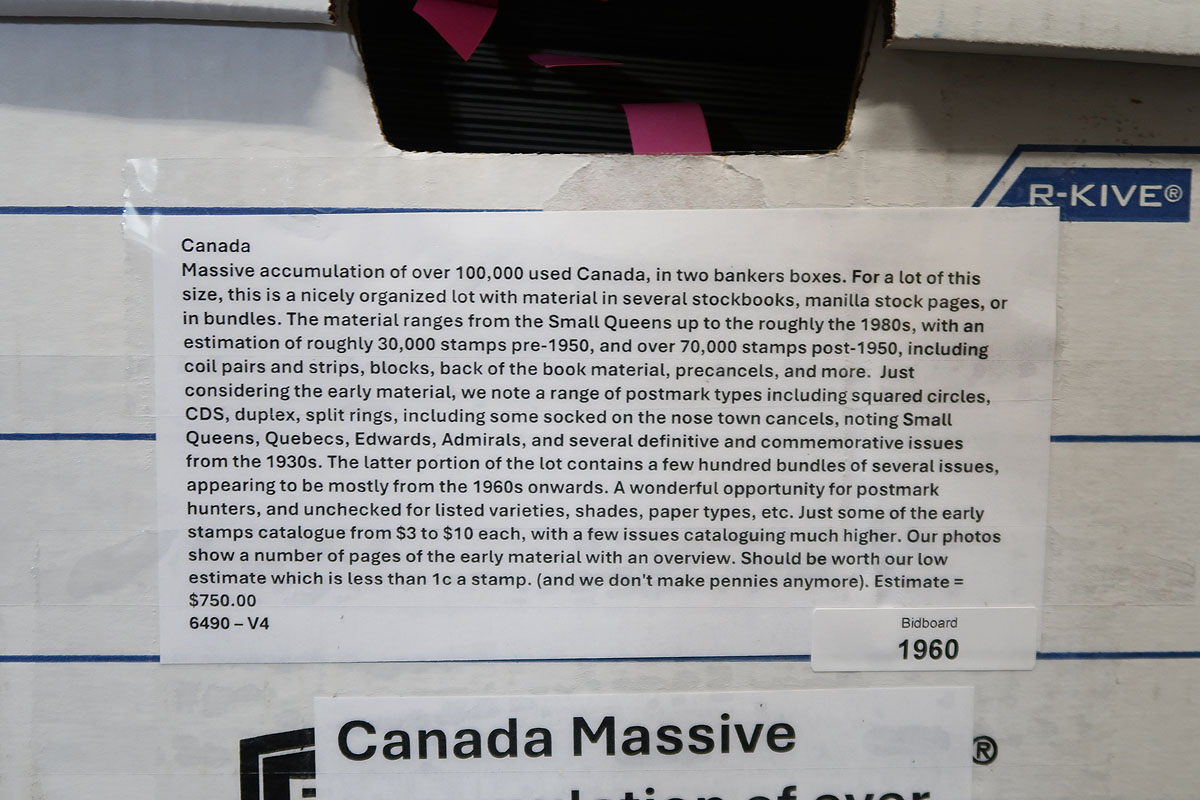 R-KIVE®
Canada
Massive accumulation of over 100,000 used Canada, in two bankers boxes. For a lot of this
size, this is a nicely organized lot with material in several stockbooks, manilla stock pages, or
in bundles. The material ranges from the Small Queens up to the roughly the 1980s, with an
estimation of roughly 30,000 stamps pre-1950, and over 70,000 stamps post-1950, including
coil pairs and strips, blocks, back of the book material, precancels, and more.  Just
considering the early material, we note a range of postmark types including squared circles,
CDS, duplex, split rings, including some socked on the nose town cancels, noting Small
Queens, Quebecs, Edwards, Admirals, and several definitive and commemorative issues
from the 1930s. The latter portion of the lot contains a few hundred bundles of several issues,
appearing to be mostly from the 1960s onwards. A wonderful opportunity for postmark
hunters, and unchecked for listed varieties, shades, paper types, etc. Just some of the early
stamps catalogue from $3 to $10 each, with a few issues cataloguing much higher. Our photos
show a number of pages of the early material with an overview. Should be worth our low
estimate which is less than 1c a stamp. (and we don't make pennies anymore). Estimate =
$750.00
6490 – V4
Bidboard
1960
Canada Massive
®
of over